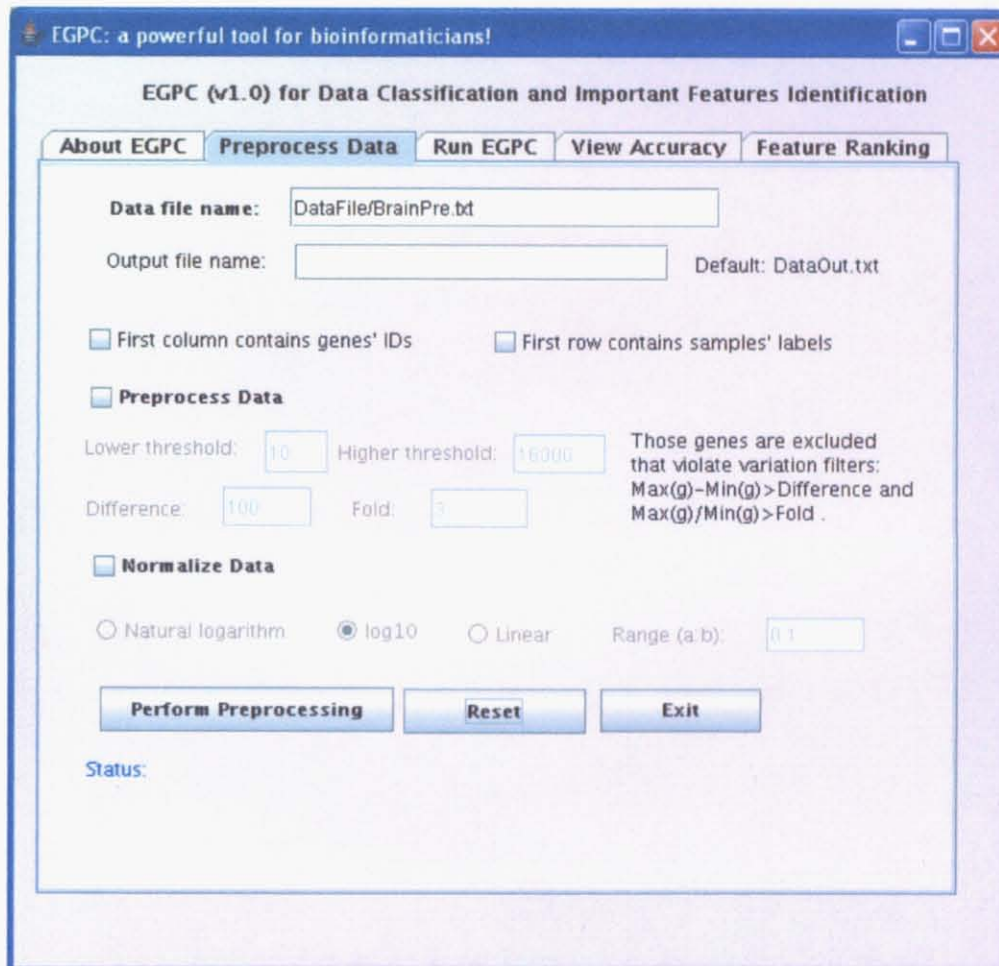 EGPC: a powerful tool for bioinformaticians!
EGPC (v1.0) for Data Classification and Important Features Identification
About EGPC Preprocess Data Run EGPC View Accuracy Feature Ranking
Data file name: DataFile/BrainPre.txt
Output file name: Default: DataOut.txt
First column contains genes' IDs First row contains samples' labels
Preprocess Data
Lower threshold: 10 Higher threshold: 16000
Difference: 100 Fold: 3
Those genes are excluded
that violate variation filters:
Max(g)-Min(g)>Difference and
Max(g)/Min(g)>Fold .
Normalize Data
Natural logarithm log10 Linear Range (a:b):
Perform Preprocessing Reset Exit
Status: